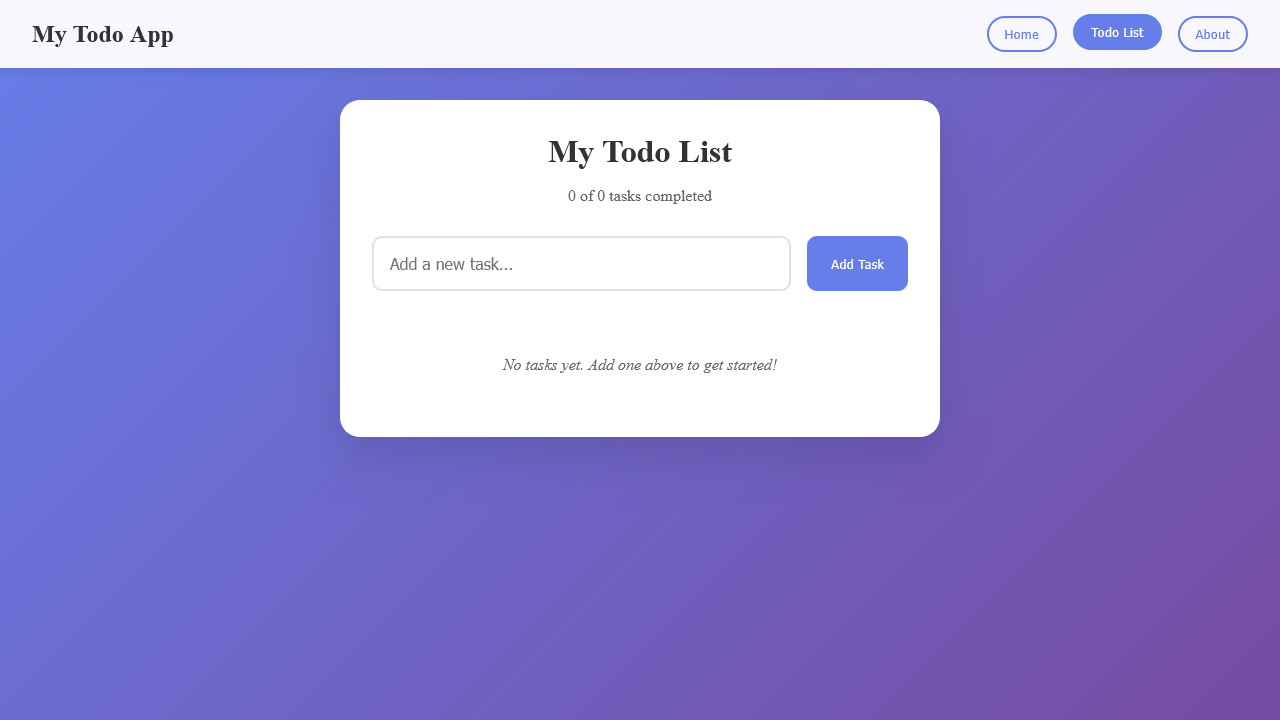 My Todo App
Home
Todo List
About
My Todo List
0 of 0 tasks completed
Add a new task...
Add Task
No tasks yet. Add one above to get started!